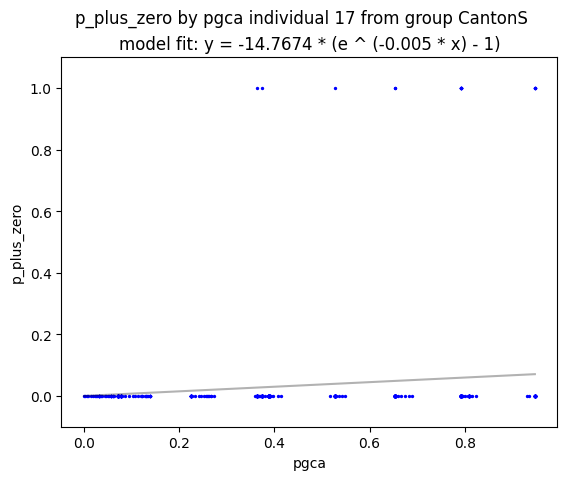 p_plus_zero by pgca individual 17 from group CantonS
model fit: y = -14.7674 * (e ^ (-0.005 * x) - 1)
1.0
0.8
0.6
0.4
0.2
0.0
p_plus_zero
0.0 0.2 0.4 0.6 0.8
pgca